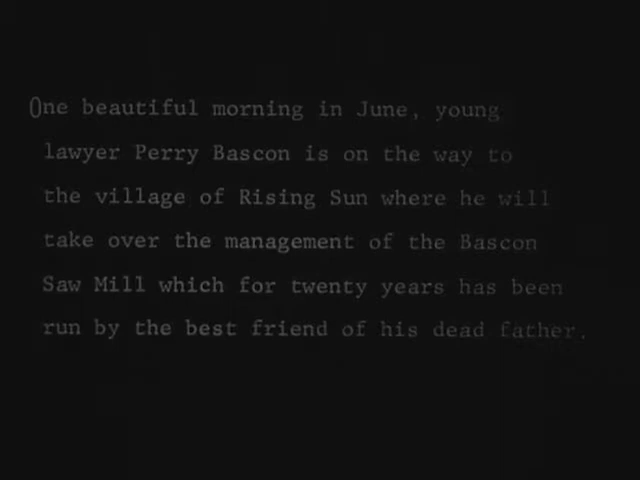 One beautiful morning in June, young
lawyer Perry Bascon is on the way to
the village of Rising Sun where he will
take over the management of the Bascon
Saw Mill which for twenty years has been
run by the best friend of his dead father.